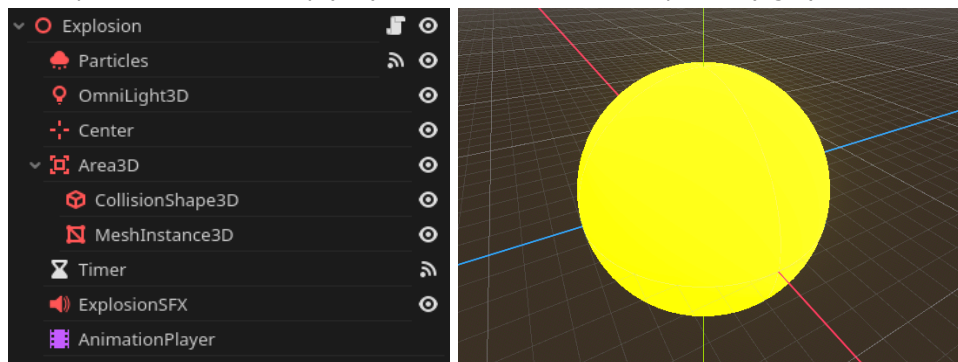 Explosion
Particles
OmniLight3D
Center
Area3D
CollisionShape3D
MeshInstance3D
Timer
ExplosionSFX
AnimationPlayer